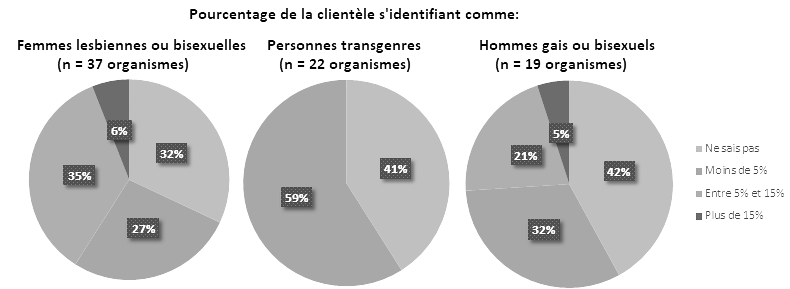 Pourcentage de la clientèle s'identifiant comme:
Femmes lesbiennes ou bisexuelles
(n = 37 organismes)
6%
32%
35%
27%
Personnes transgenres
(n = 22 organismes)
41%
59%
Hommes gais ou bisexuels
(n = 19 organismes)
5%
21%
42%
32%
Ne sais pas
Moins de 5%
Entre 5% et 15%
Plus de 15%